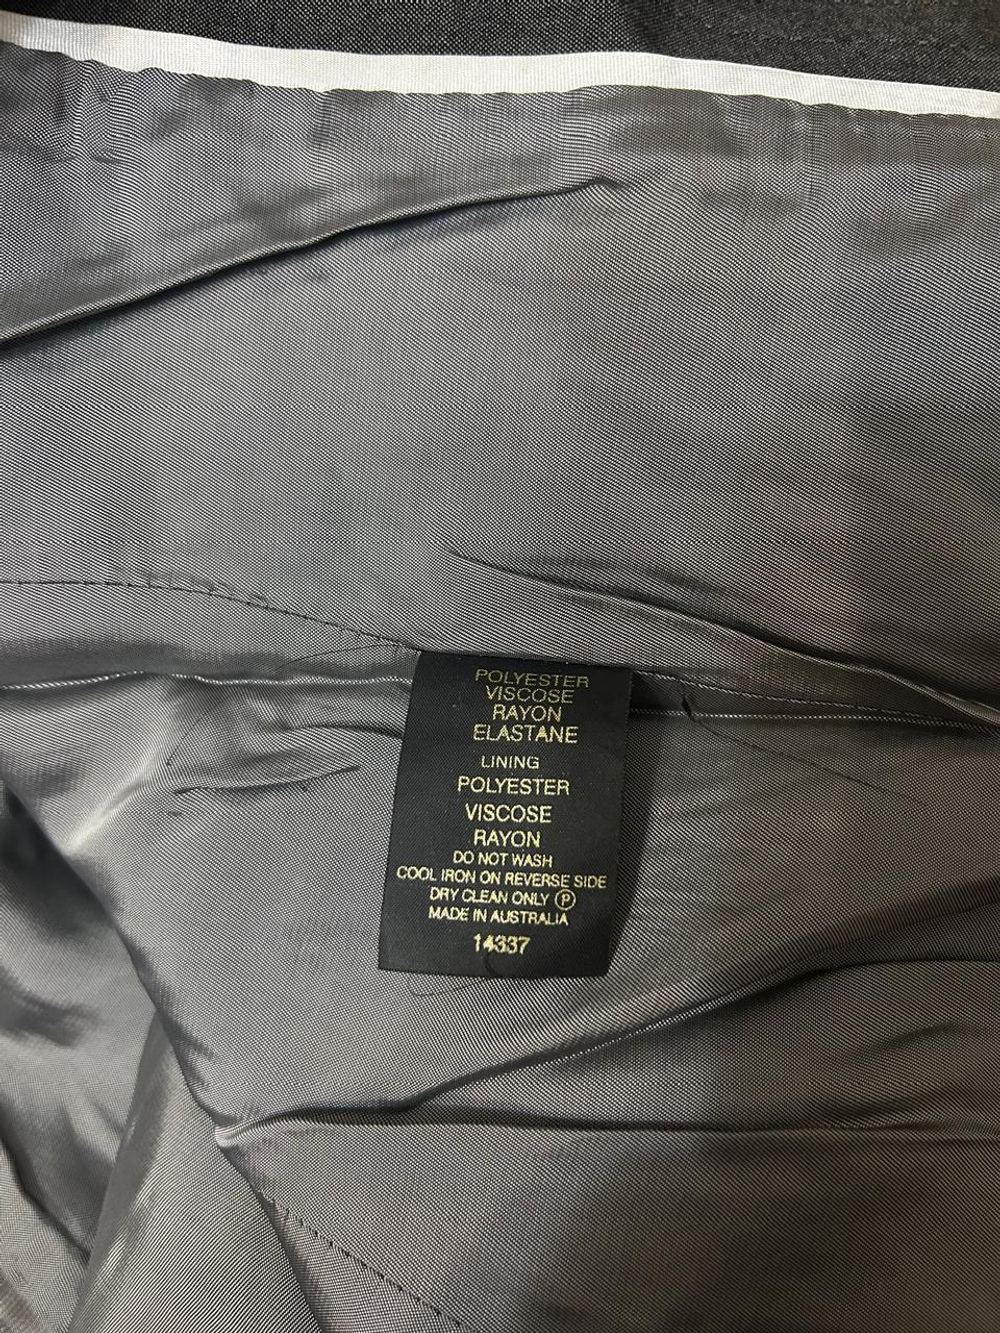 POLYESTER
VISCOSE
RAYON
ELASTANE
LINING
POLYESTER
VISCOSE
RAYON
DO NOT WASH
COOL IRON ON REVERSE SIDE
DRY CLEAN ONLY Ⓟ
MADE IN AUSTRALIA
14337